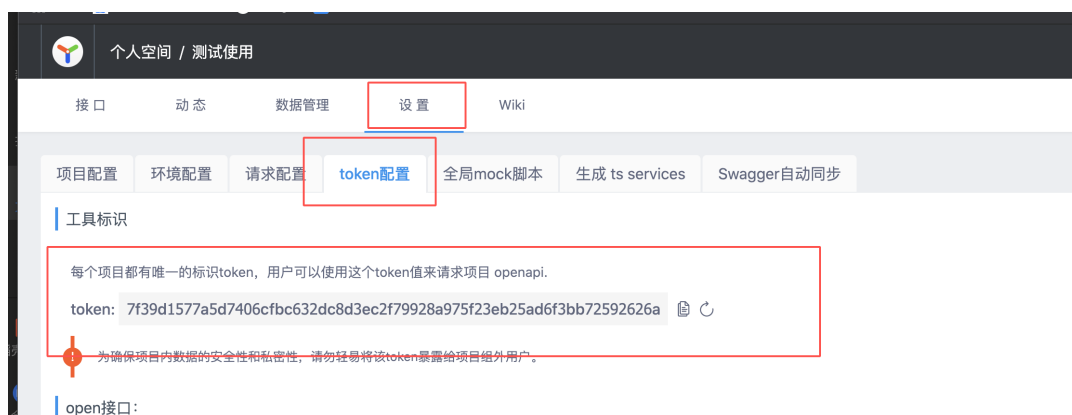 个人空间 / 测试使用
接口 动态 数据管理 设置 Wiki
项目配置 环境配置 请求配置 token配置 全局mock脚本 生成 ts services Swagger自动同步
工具标识
每个项目都有唯一的标识token，用户可以使用这个token值来请求项目 openapi.
token: 7f39d1577a5d7406cfbc632dc8d3ec2f79928a975f23eb25ad6f3bb72592626a
为确保项目内数据的安全性和私密性，请勿轻易将该token暴露给项目组外用户。
open接口：